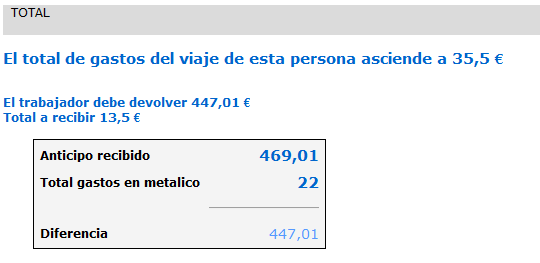 TOTAL
El total de gastos del viaje de esta persona asciende a 35,5 €
El trabajador debe devolver 447,01 €
Total a recibir 13,5 €
Anticipo recibido 469,01
Total gastos en metalico 22
Diferencia 447,01